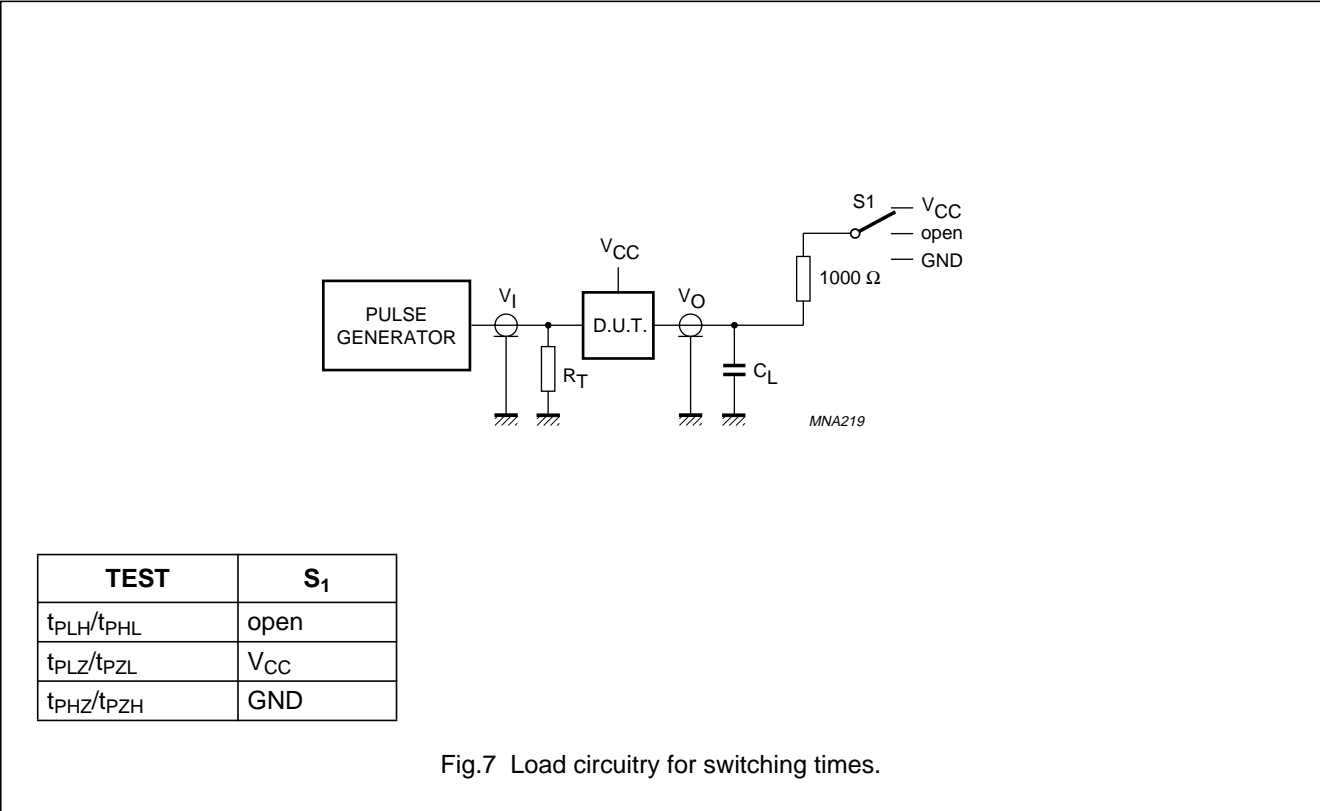 S1
VCC
open
GND
VCC
1000 Ω
PULSE
GENERATOR
VI
D.U.T.
VO
RT
CL
MNA219
TEST S1
tPLH/tPHL open
tPLZ/tPZL VCC
tPHZ/tPZH GND
Fig.7 Load circuitry for switching times.